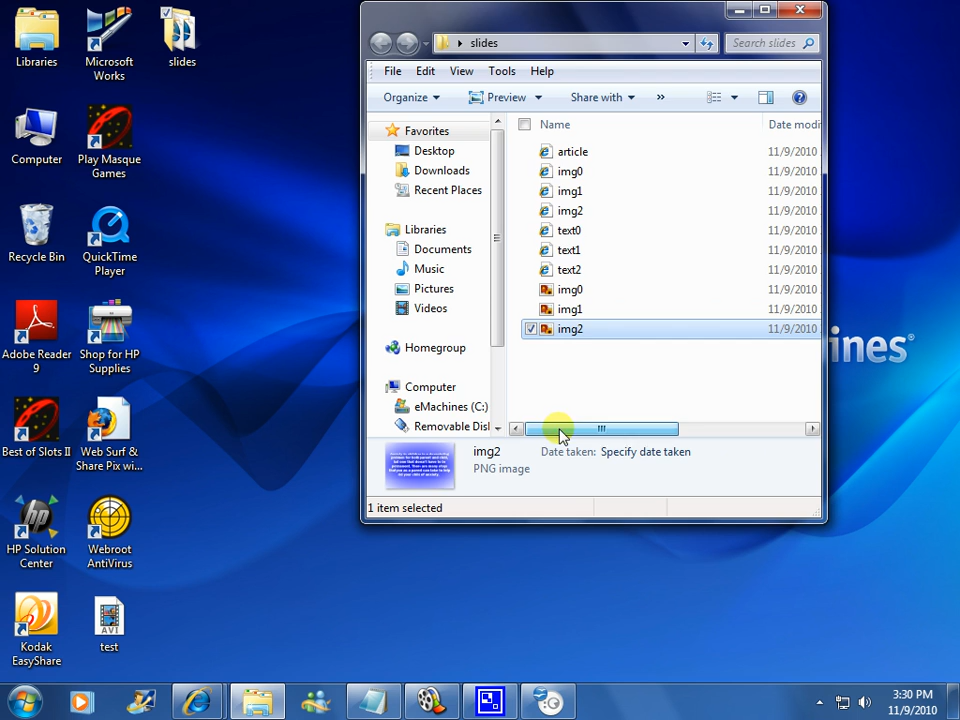 Libraries
Microsoft
Works
slides
Computer
Play Masque
Games
Recycle Bin
QuickTime
Player
Adobe Reader
9
Shop for HP
Supplies
Best of Slots II
Web Surf &
Share Pix wi...
HP Solution
Center
Webroot
AntiVirus
Kodak
EasyShare
AVI
test
slides
Search slides
File Edit View Tools Help
Organize Preview Share with »
Favorites
Desktop
Downloads
Recent Places
Libraries
Documents
Music
Pictures
Videos
Homegroup
Computer
eMachines (C:)
Removable Disl
Name Date modi
article 11/9/2010
img0 11/9/2010
img1 11/9/2010
img2 11/9/2010
text0 11/9/2010
text1 11/9/2010
text2 11/9/2010
img0 11/9/2010
img1 11/9/2010
img2 11/9/2010
img2 Date taken: Specify date taken
PNG image
1 item selected
ines®
3:30 PM
11/9/2010